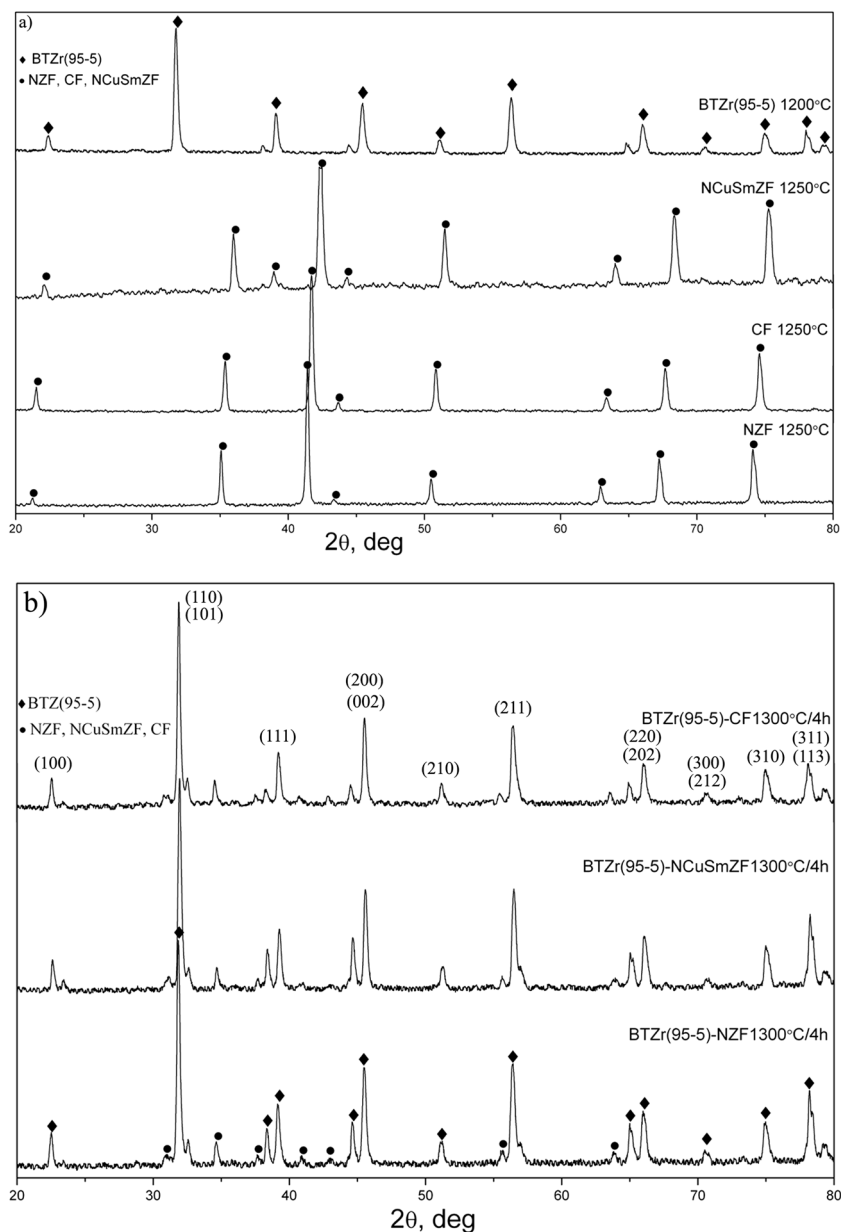 a)
♦ BTZr(95-5)
● NZF, CF, NCuSmZF
BTZr(95-5) 1200°C
NCuSmZF 1250°C
CF 1250°C
NZF 1250°C
20 30 40 50 60 70 80
2θ, deg
b)
(110)
(101)
♦BTZ(95-5)
● NZF, NCuSmZF, CF
(100)
(111)
(200)
(002)
(210)
(211)
BTZr(95-5)-CF1300°C/4h
(220)
(202)
(300)
(212)
(310)
(311)
(113)
BTZr(95-5)-NCuSmZF1300°C/4h
BTZr(95-5)-NZF1300°C/4h
20 30 40 50 60 70 80
2θ, deg